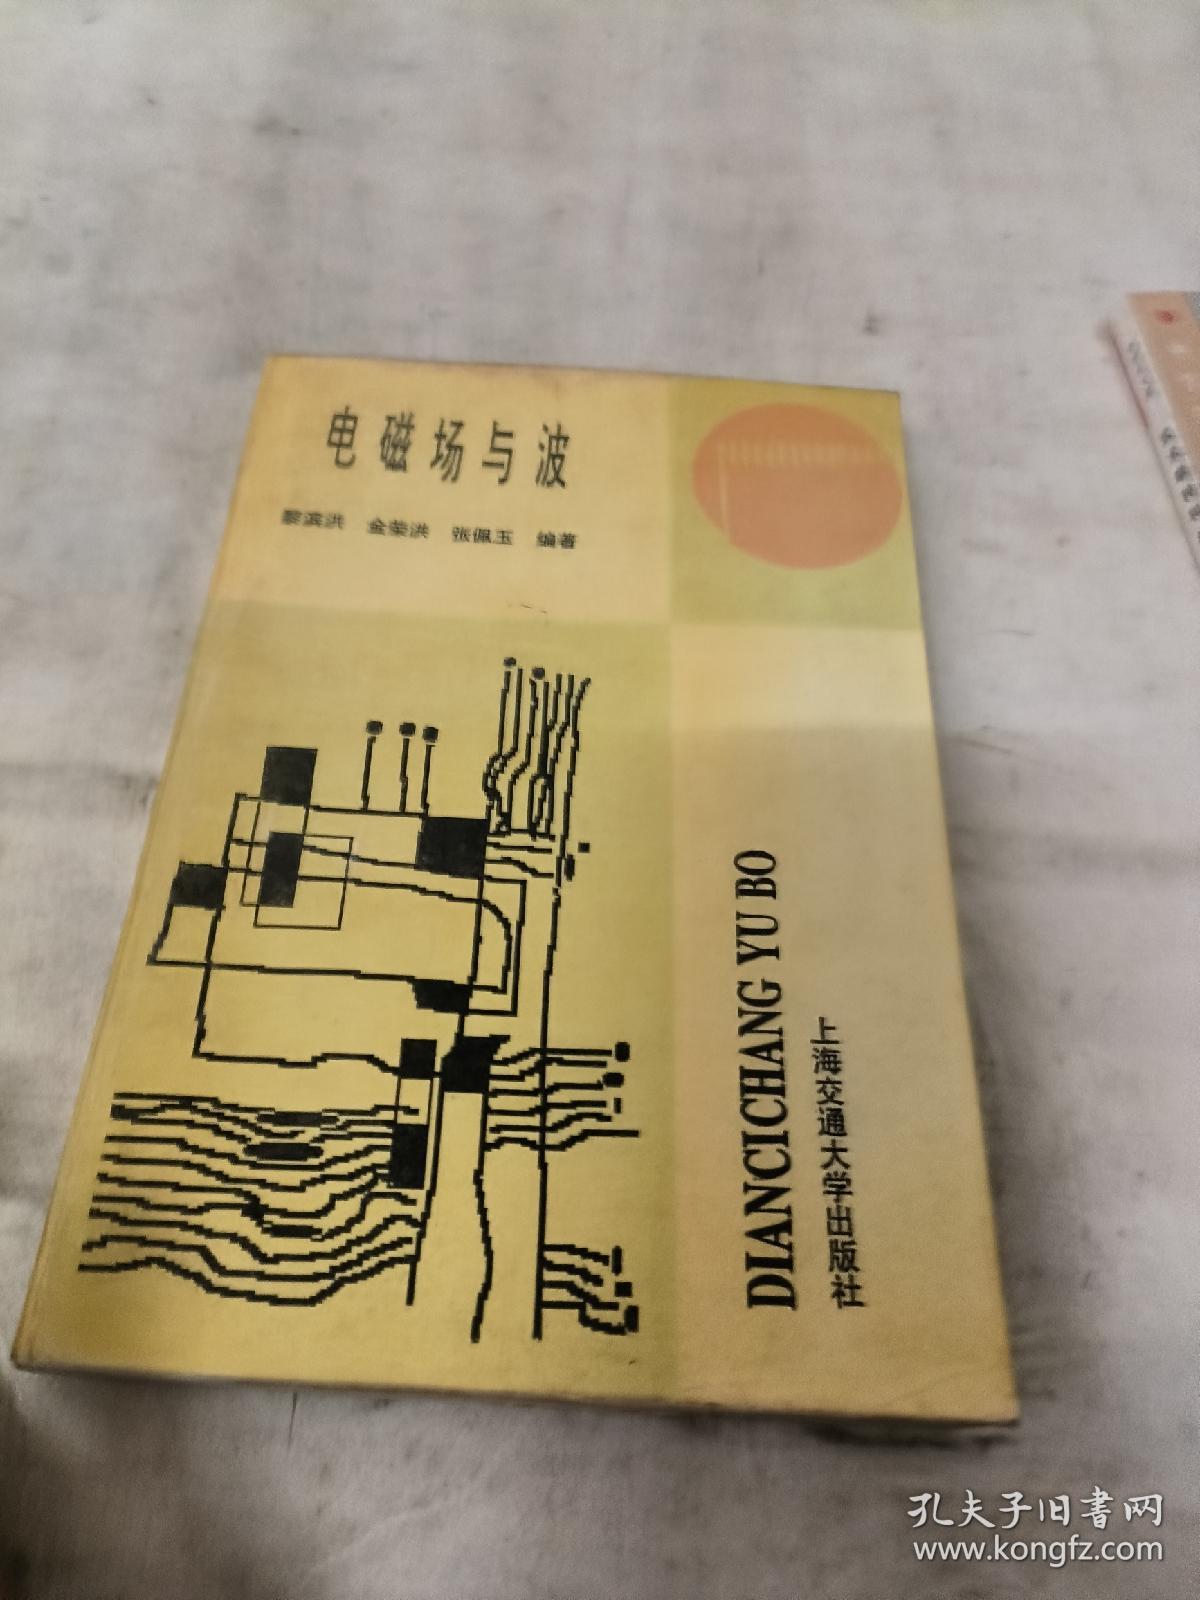 电磁场与波
黎滨洪 金荣洪 张佩玉 编著
DIANCICHANG YU BO
上海交通大学出版社
孔夫子旧书网
www.kongfz.com